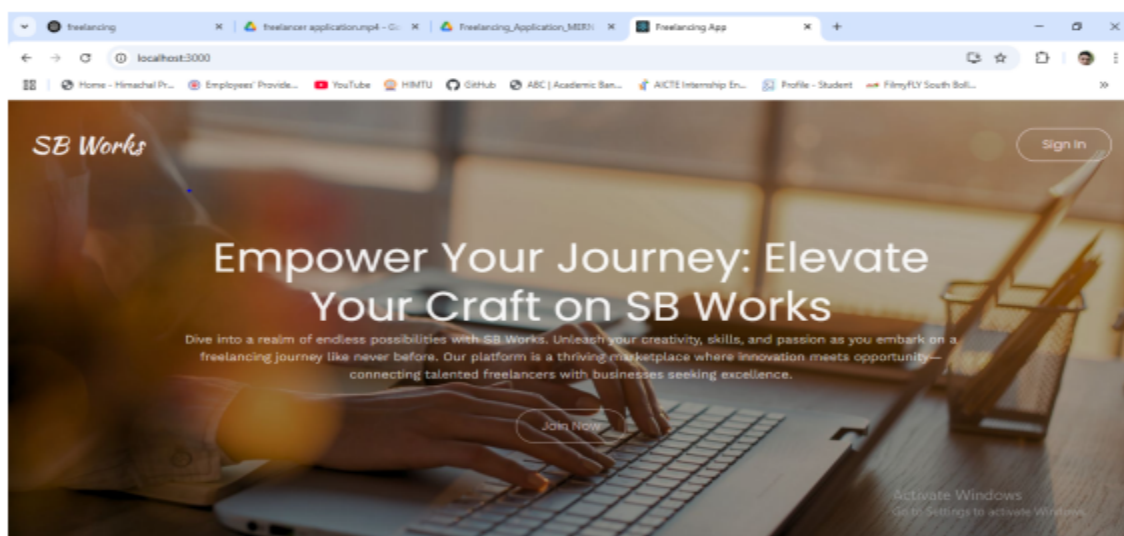 freelancing
freelancer application.mp4 - Go
Freelancing_Application_MERN
Freelancing App
localhost:3000
Home - Himachal Pr...
Employees' Provide...
YouTube
HIMTU
GitHub
ABC | Academic Ban...
AICTE Internship En...
Profile - Student
FilmyFLY South Boll...
SB Works
Sign In
Empower Your Journey: Elevate
Your Craft on SB Works
Dive into a realm of endless possibilities with SB Works. Unleash your creativity, skills, and passion as you embark on a
freelancing journey like never before. Our platform is a thriving marketplace where innovation meets opportunity—
connecting talented freelancers with businesses seeking excellence.
Join Now
Activate Windows
Go to Settings to activate Windows.